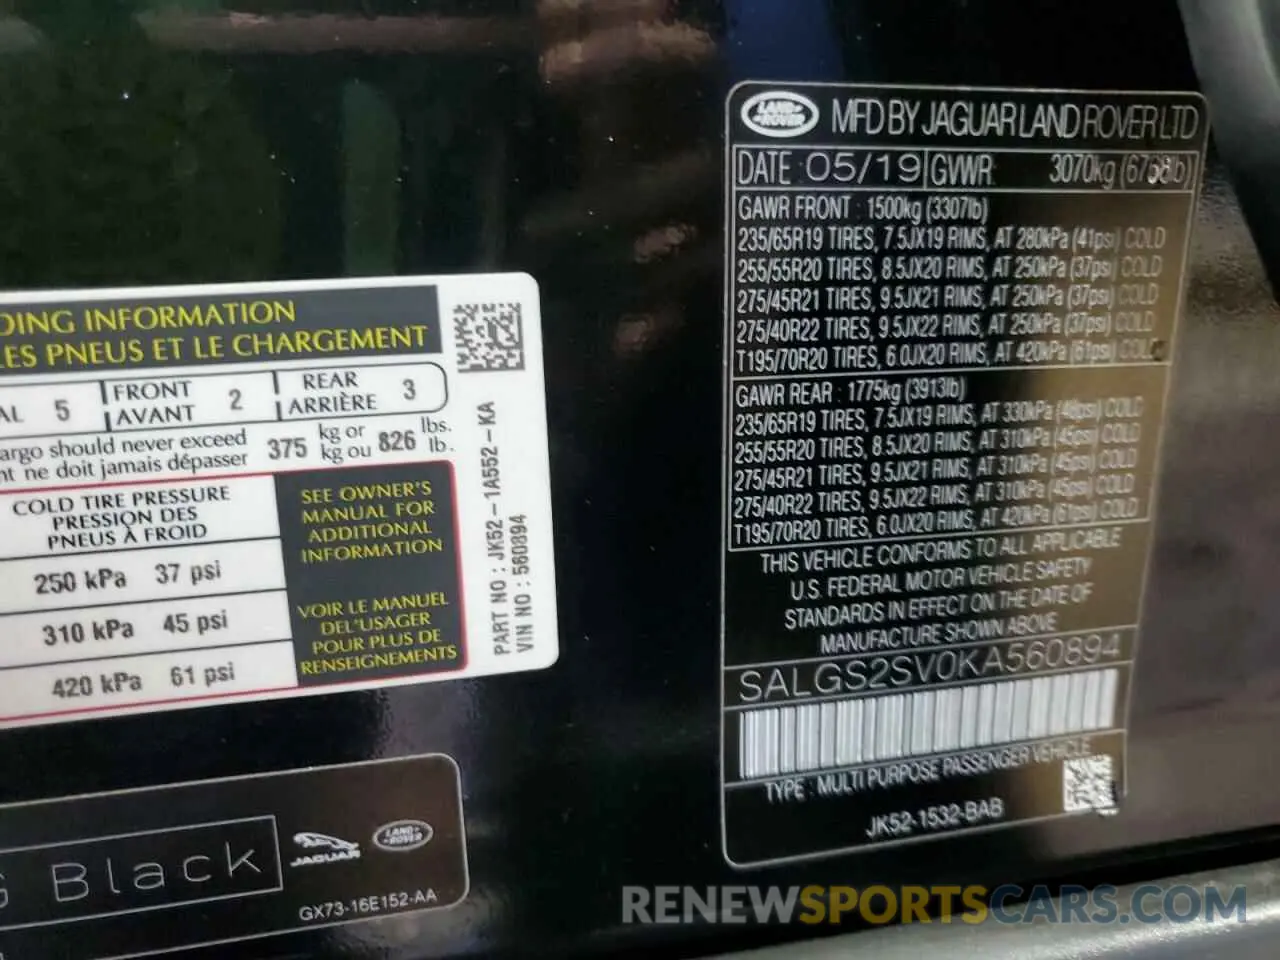 DING INFORMATION
LES PNEUS ET LE CHARGEMENT
AL 5 FRONT AVANT 2 REAR ARRIÈRE 3
argo should never exceed
nt ne doit jamais dépasser
375 kg or kg ou 826 lbs. lb.
COLD TIRE PRESSURE
PRESSION DES
PNEUS À FROID
250 kPa 37 psi
310 kPa 45 psi
420 kPa 61 psi
SEE OWNER'S
MANUAL FOR
ADDITIONAL
INFORMATION
VOIR LE MANUEL
DEL'USAGER
POUR PLUS DE
RENSEIGNEMENTS
PART NO : JK52-1A552-KA
VIN NO : 560894
G Black
JAGUAR
LAND ROVER
GX73-16E152-AA
LAND ROVER
MFD BY JAGUAR LAND ROVER LTD
DATE : 05/19 GVWR : 3070kg (6768lb)
GAWR FRONT : 1500kg (3307lb)
235/65R19 TIRES, 7.5JX19 RIMS, AT 280kPa (41psi) COLD
255/55R20 TIRES, 8.5JX20 RIMS, AT 250kPa (37psi) COLD
275/45R21 TIRES, 9.5JX21 RIMS, AT 250kPa (37psi) COLD
275/40R22 TIRES, 9.5JX22 RIMS, AT 250kPa (37psi) COLD
T195/70R20 TIRES, 6.0JX20 RIMS, AT 420kPa (61psi) COLD
GAWR REAR : 1775kg (3913lb)
235/65R19 TIRES, 7.5JX19 RIMS, AT 330kPa (48psi) COLD
255/55R20 TIRES, 8.5JX20 RIMS, AT 310kPa (45psi) COLD
275/45R21 TIRES, 9.5JX21 RIMS, AT 310kPa (45psi) COLD
275/40R22 TIRES, 9.5JX22 RIMS, AT 310kPa (45psi) COLD
T195/70R20 TIRES, 6.0JX20 RIMS, AT 420kPa (61psi) COLD
THIS VEHICLE CONFORMS TO ALL APPLICABLE
U.S. FEDERAL MOTOR VEHICLE SAFETY
STANDARDS IN EFFECT ON THE DATE OF
MANUFACTURE SHOWN ABOVE
SALGS2SV0KA560894
TYPE : MULTI PURPOSE PASSENGER VEHICLE
JK52-1532-BAB
RENEWSPORTSCARS.COM